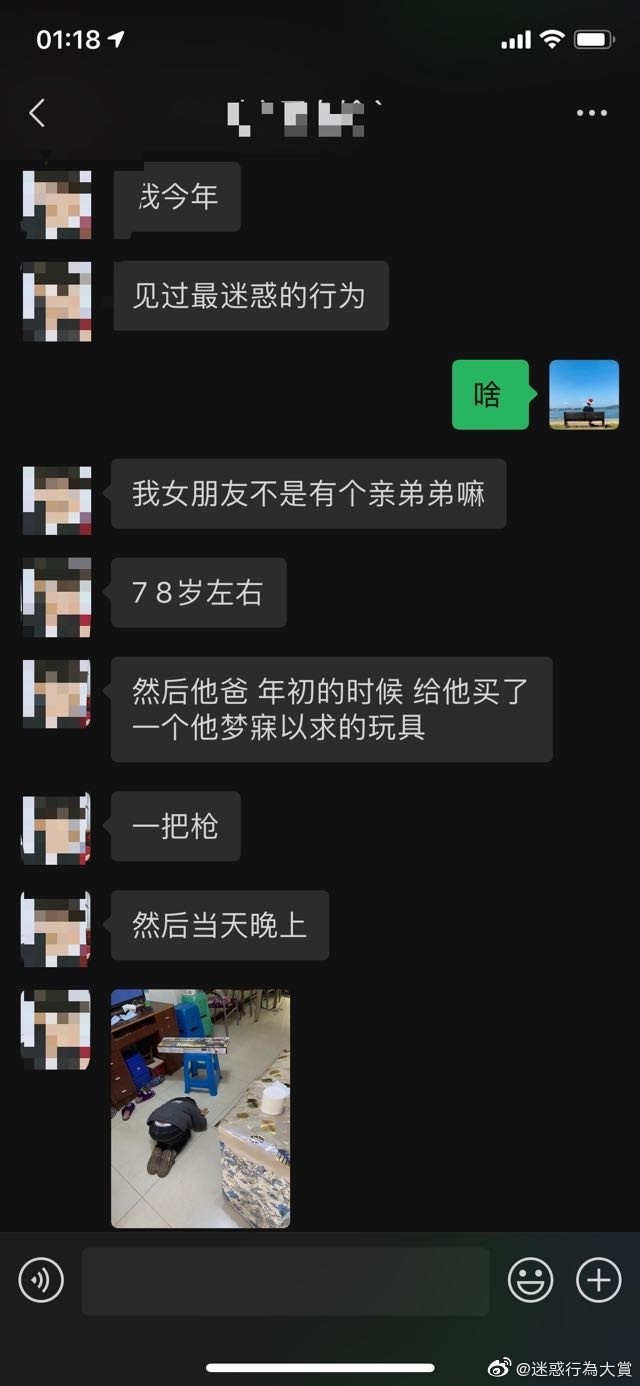 01:18
我今年
见过最迷惑的行为
啥
我女朋友不是有个亲弟弟嘛
7 8岁左右
然后他爸 年初的时候 给他买了
一个他梦寐以求的玩具
一把枪
然后当天晚上
@迷惑行為大賞